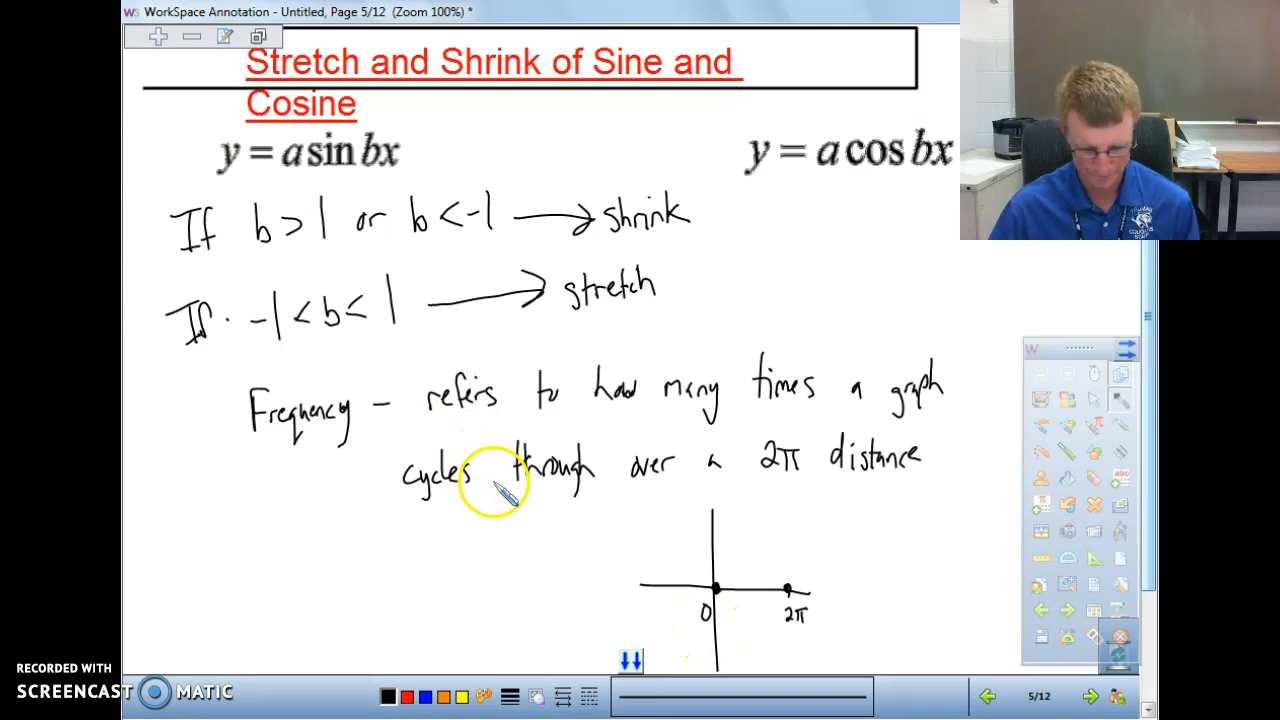 WorkSpace Annotation - Untitled, Page 5/12 (Zoom 100%) *
Stretch and Shrink of Sine and
Cosine
y = a sin bx
y = a cos bx
If b > 1 or b < -1 → shrink
If -1 < b < 1 → stretch
Frequency - refers to how many times a graph
cycles through over a 2π distance
0
2π
RECORDED WITH
SCREENCAST MATIC
5/12